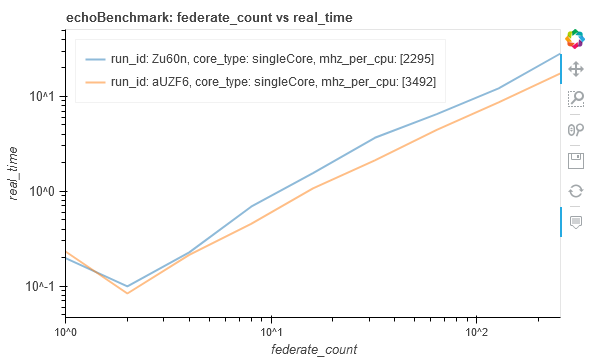 echoBenchmark: federate_count vs real_time
run_id: Zu60n, core_type: singleCore, mhz_per_cpu: [2295]
run_id: aUZF6, core_type: singleCore, mhz_per_cpu: [3492]
10^1
10^0
10^-1
real_time
10^0
10^1
10^2
federate_count